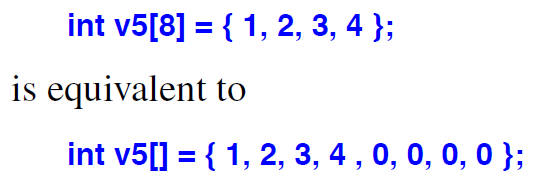 int v5[8] = { 1, 2, 3, 4 };
is equivalent to
int v5[] = { 1, 2, 3, 4 , 0, 0, 0, 0 };